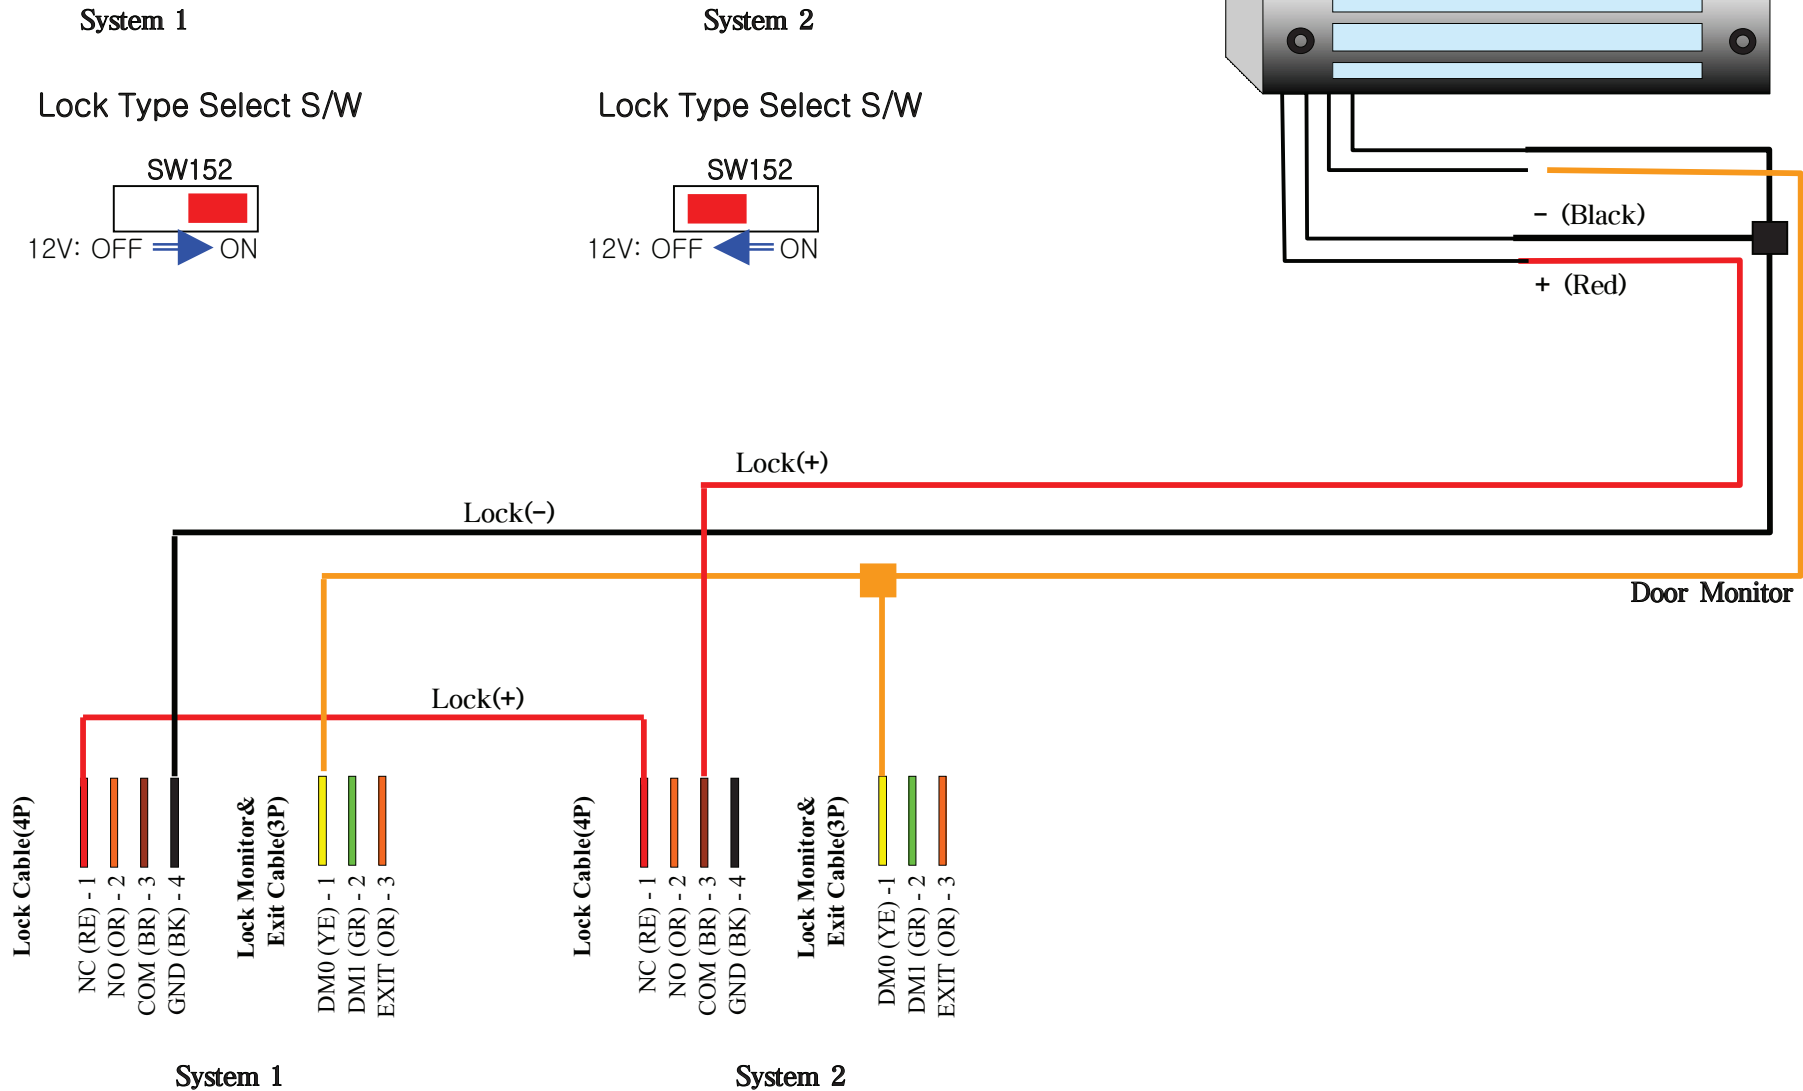 System 1
System 2
Lock Type Select S/W
Lock Type Select S/W
SW152
SW152
12V: OFF ON
12V: OFF ON
- (Black)
+ (Red)
Lock(+)
Lock(-)
Door Monitor
Lock(+)
Lock Cable(4P)
NC (RE) - 1
NO (OR) - 2
COM (BR) - 3
GND (BK) - 4
Lock Monitor&
Exit Cable(3P)
DM0 (YE) - 1
DM1 (GR) - 2
EXIT (OR) - 3
Lock Cable(4P)
NC (RE) - 1
NO (OR) - 2
COM (BR) - 3
GND (BK) - 4
Lock Monitor&
Exit Cable(3P)
DM0 (YE) -1
DM1 (GR) - 2
EXIT (OR) - 3
System 1
System 2